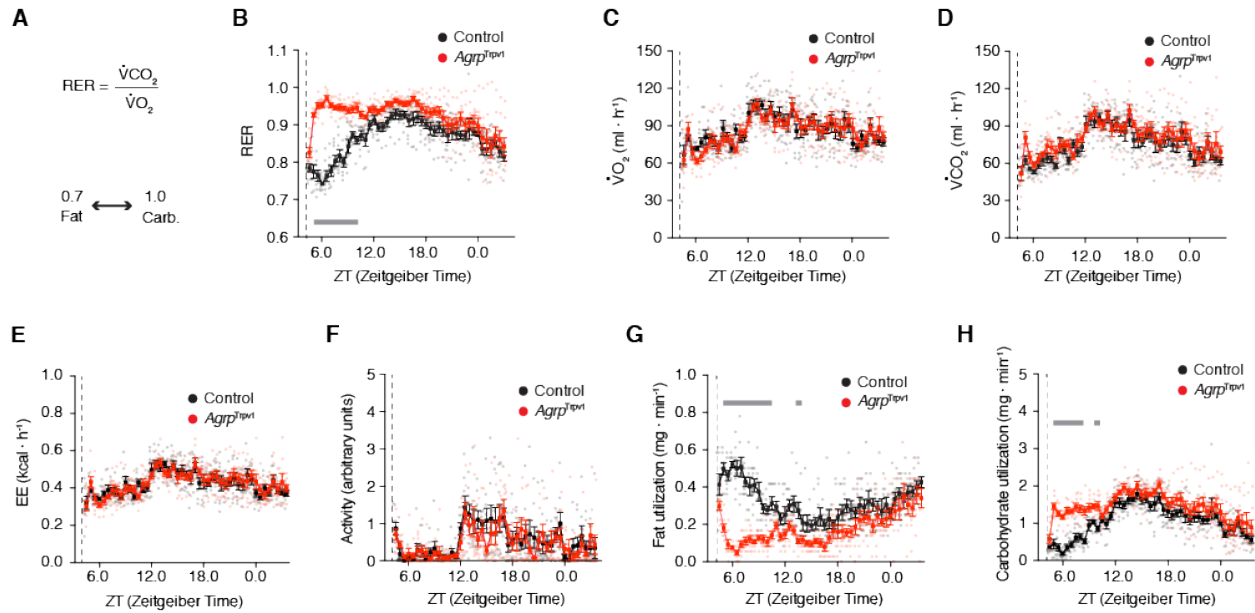 A
RER = V̇CO₂ / V̇O₂
0.7 1.0
Fat Carb.
B
Control
Agrpᵀʳᵖᵛ¹
1.1
1.0
0.9
0.8
0.7
0.6
RER
6.0 12.0 18.0 0.0
ZT (Zeitgeiber Time)
C
Control
Agrpᵀʳᵖᵛ¹
150
120
90
60
30
0
V̇O₂ (ml · h⁻¹)
6.0 12.0 18.0 0.0
ZT (Zeitgeiber Time)
D
Control
Agrpᵀʳᵖᵛ¹
150
120
90
60
30
0
V̇CO₂ (ml · h⁻¹)
6.0 12.0 18.0 0.0
ZT (Zeitgeiber Time)
E
Control
Agrpᵀʳᵖᵛ¹
1.0
0.8
0.6
0.4
0.2
0.0
EE (kcal · h⁻¹)
6.0 12.0 18.0 0.0
ZT (Zeitgeiber Time)
F
Control
Agrpᵀʳᵖᵛ¹
5
4
3
2
1
0
Activity (arbitrary units)
6.0 12.0 18.0 0.0
ZT (Zeitgeiber Time)
G
Control
Agrpᵀʳᵖᵛ¹
1.0
0.8
0.6
0.4
0.2
0.0
Fat utilization (mg · min⁻¹)
6.0 12.0 18.0 0.0
ZT (Zeitgeiber Time)
H
Control
Agrpᵀʳᵖᵛ¹
5
4
3
2
1
0
Carbohydrate utilization (mg · min⁻¹)
6.0 12.0 18.0 0.0
ZT (Zeitgeiber Time)